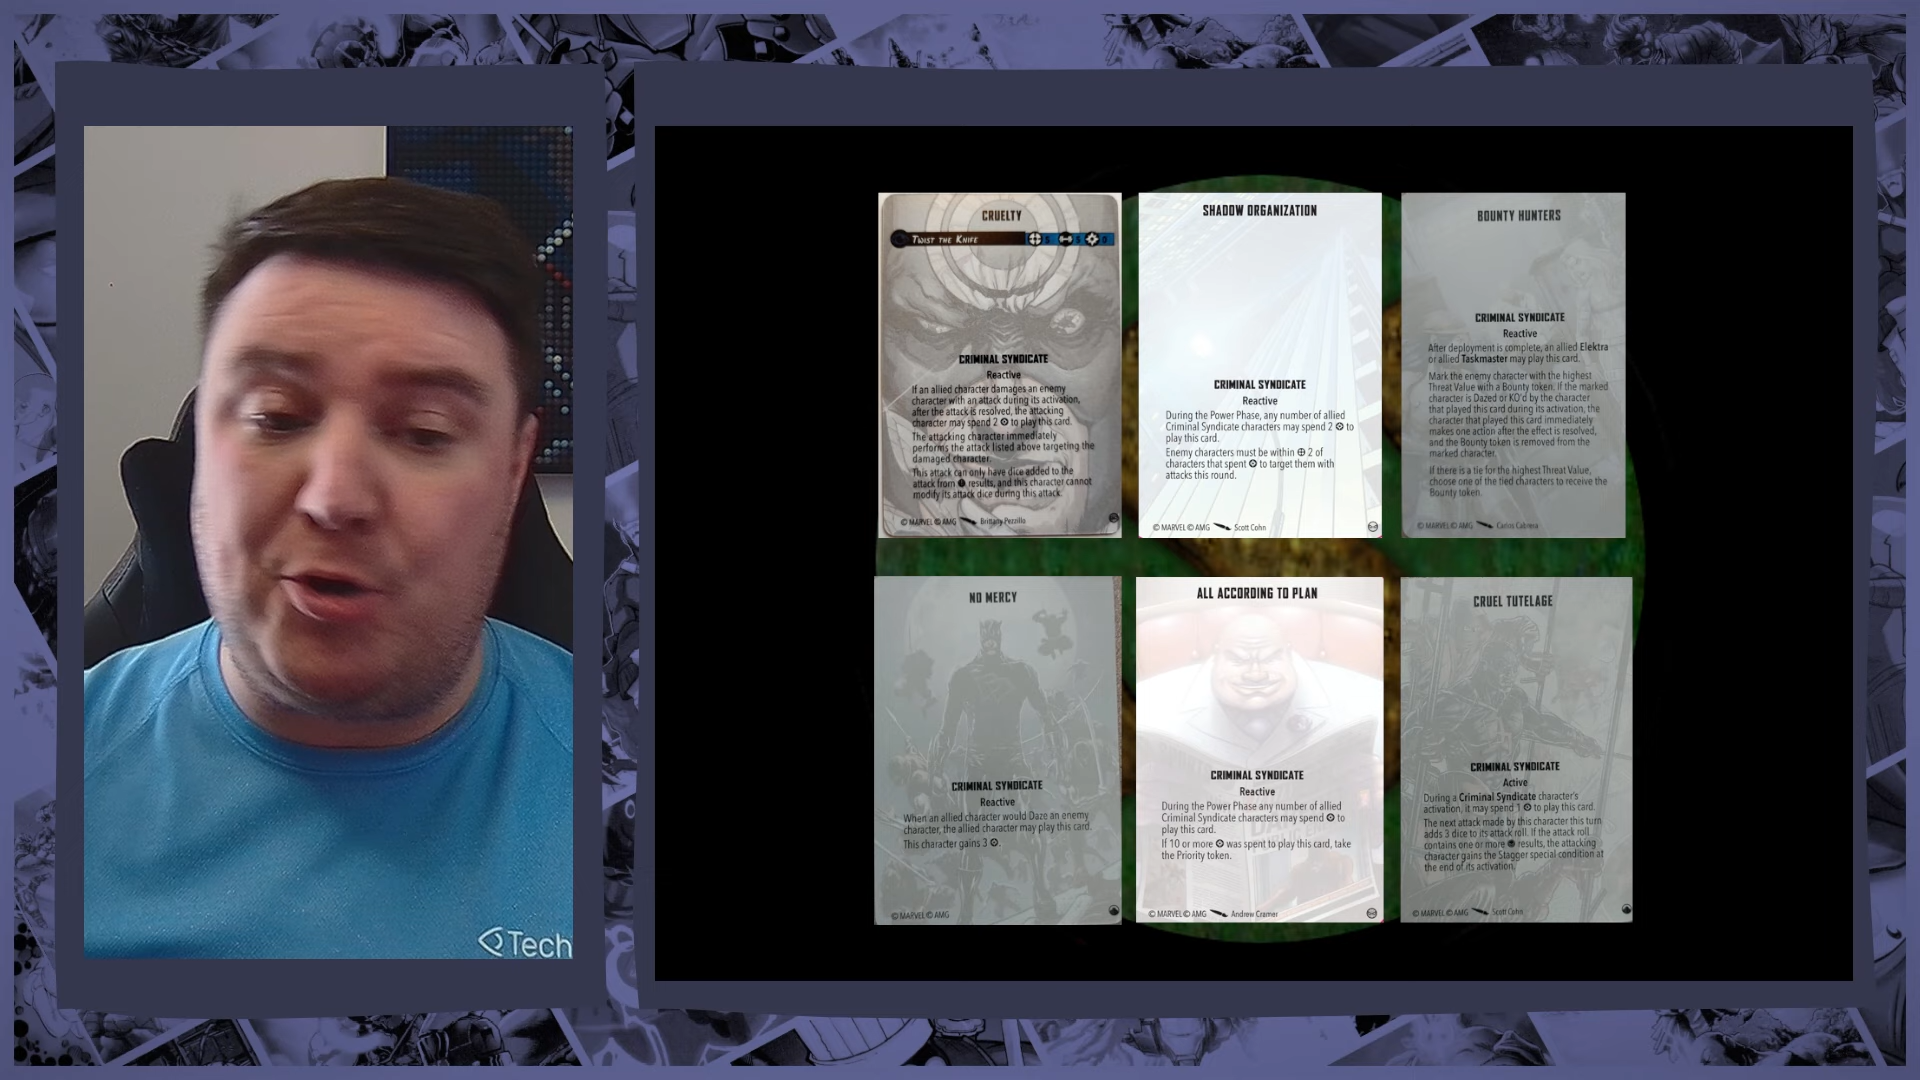 CRUELTY
TWIST THE KNIFE
CRIMINAL SYNDICATE
Reactive
If an allied character damages an enemy
character with an attack during its activation,
after the attack is resolved, the attacking
character may spend 2 to play this card.
The attacking character immediately
performs the attack listed above targeting the
damaged character.
This attack can only have dice added to the
attack from results, and this character cannot
modify its attack dice during this attack.
© MARVEL © AMG Brittany Pezzillo
SHADOW ORGANIZATION
CRIMINAL SYNDICATE
Reactive
During the Power Phase, any number of allied
Criminal Syndicate characters may spend 2 to
play this card.
Enemy characters must be within 2 of
characters that spent to target them with
attacks this round.
© MARVEL © AMG Scott Cohn
BOUNTY HUNTERS
CRIMINAL SYNDICATE
Reactive
After deployment is complete, an allied Elektra
or allied Taskmaster may play this card.
Mark the enemy character with the highest
Threat Value with a Bounty token. If the marked
character is Dazed or KO'd by the character
that played this card during its activation, the
character that played this card immediately
makes one action after the effect is resolved,
and the Bounty token is removed from the
marked character.
If there is a tie for the highest Threat Value,
choose one of the tied characters to receive the
Bounty token.
© MARVEL © AMG Carlos Cabrera
NO MERCY
CRIMINAL SYNDICATE
Reactive
When an allied character would Daze an enemy
character, the allied character may play this card.
This character gains 3 .
© MARVEL © AMG
ALL ACCORDING TO PLAN
CRIMINAL SYNDICATE
Reactive
During the Power Phase any number of allied
Criminal Syndicate characters may spend to
play this card.
If 10 or more was spent to play this card, take
the Priority token.
© MARVEL © AMG Andrew Cramer
CRUEL TUTELAGE
CRIMINAL SYNDICATE
Active
During a Criminal Syndicate character's
activation, it may spend 1 to play this card.
The next attack made by this character this turn
adds 3 dice to its attack roll. If the attack roll
contains one or more results, the attacking
character gains the Stagger special condition at
the end of its activation.
© MARVEL © AMG Scott Cohn
Tech